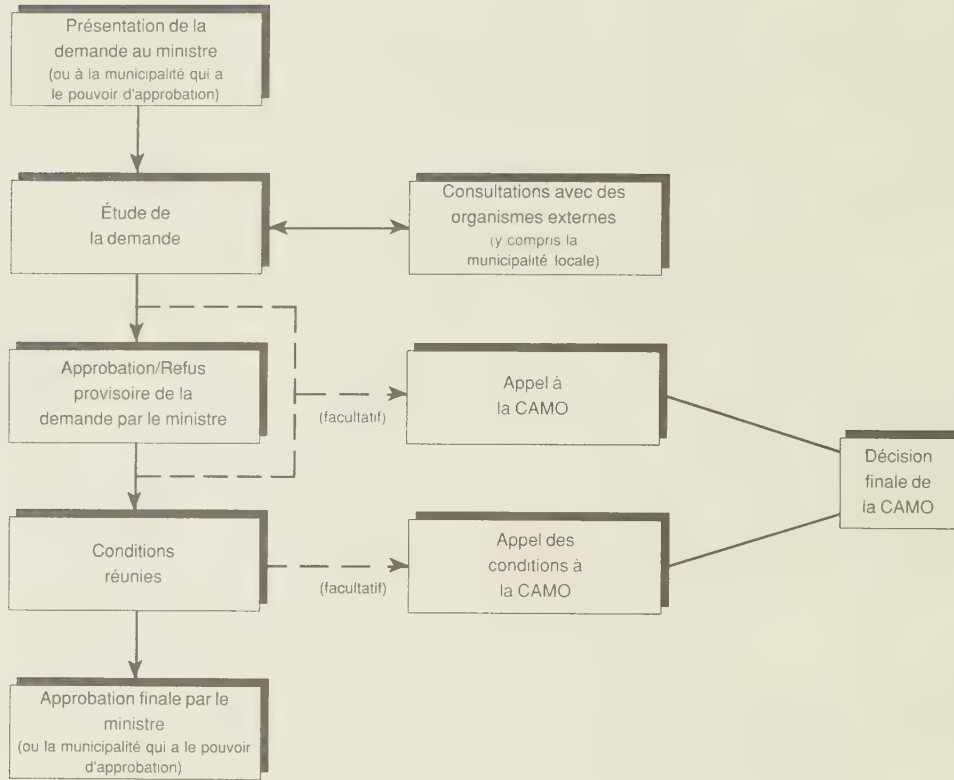 Présentation de la
demande au ministre
(ou à la municipalité qui a
le pouvoir d'approbation)
Étude de
la demande
Consultations avec des
organismes externes
(y compris la
municipalité locale)
Approbation/Refus
provisoire de la
demande par le ministre
(facultatif)
Appel à
la CAMO
Décision
finale de
la CAMO
Conditions
réunies
(facultatif)
Appel des
conditions à
la CAMO
Approbation finale par le
ministre
(ou la municipalité qui a le pouvoir
d'approbation)